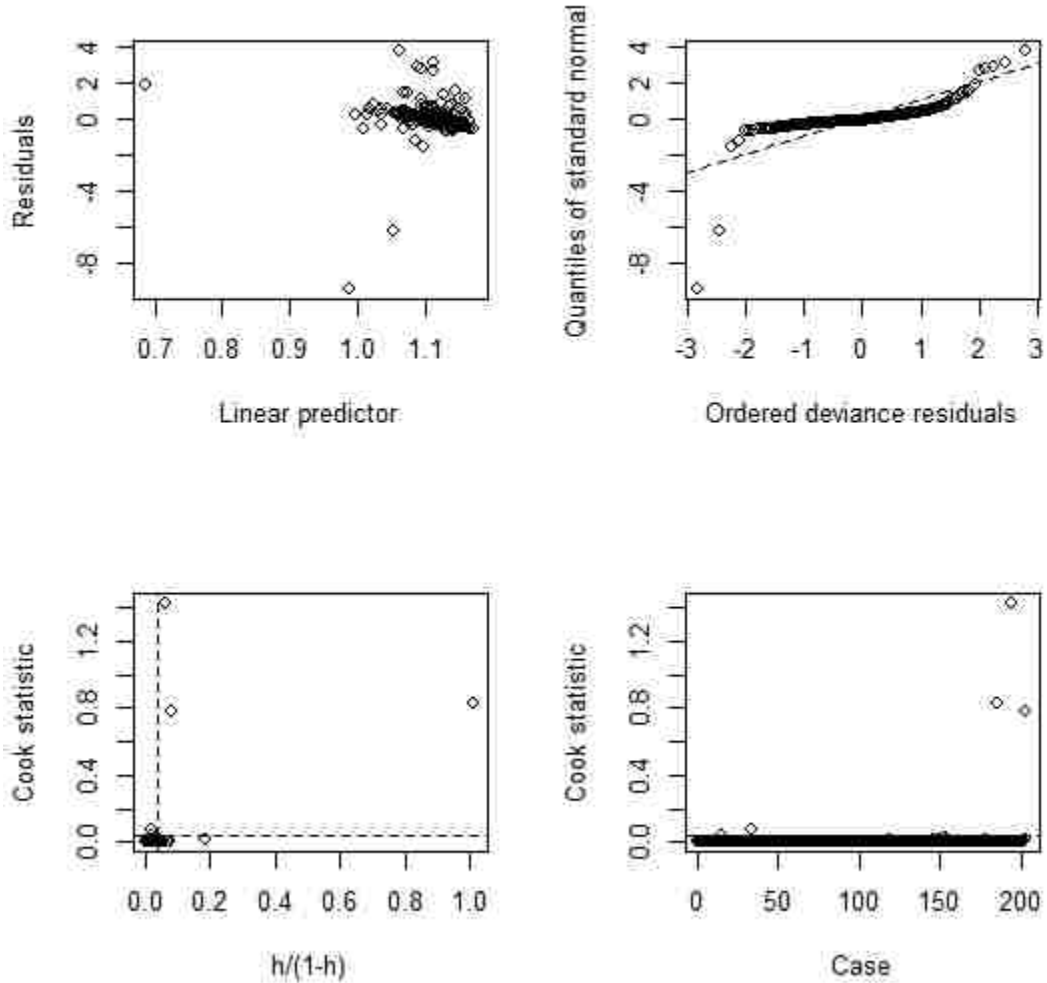 Residuals
4
2
0
-4
-8
0.7 0.8 0.9 1.0 1.1
Linear predictor
Quantiles of standard normal
4
2
0
-4
-8
-3 -2 -1 0 1 2 3
Ordered deviance residuals
Cook statistic
1.2
0.8
0.4
0.0
0.0 0.2 0.4 0.6 0.8 1.0
h/(1-h)
Cook statistic
1.2
0.8
0.4
0.0
0 50 100 150 200
Case